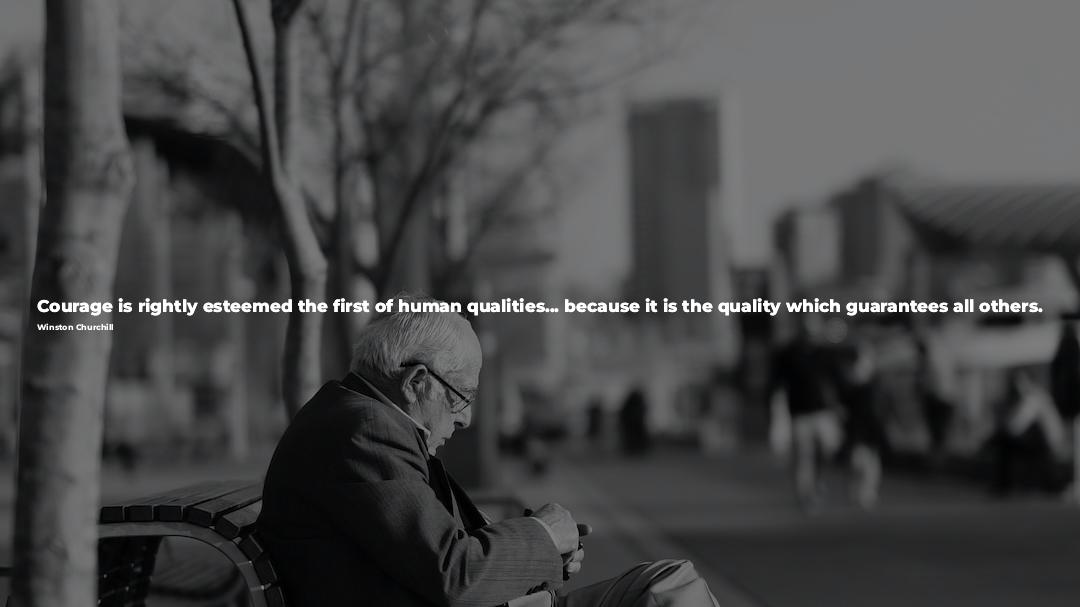 Courage is rightly esteemed the first of human qualities... because it is the quality which guarantees all others.
Winston Churchill